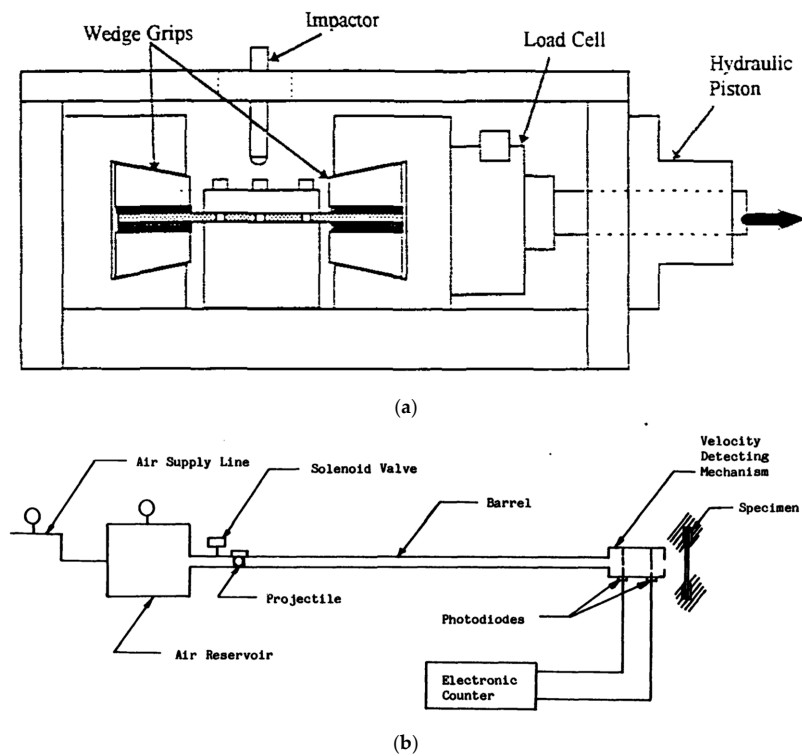 Impactor
Wedge Grips
Load Cell
Hydraulic
Piston
(a)
Velocity
Detecting
Mechanism
Air Supply Line
Solenoid Valve
Barrel
Specimen
Projectile
Photodiodes
Air Reservoir
Electronic
Counter
(b)